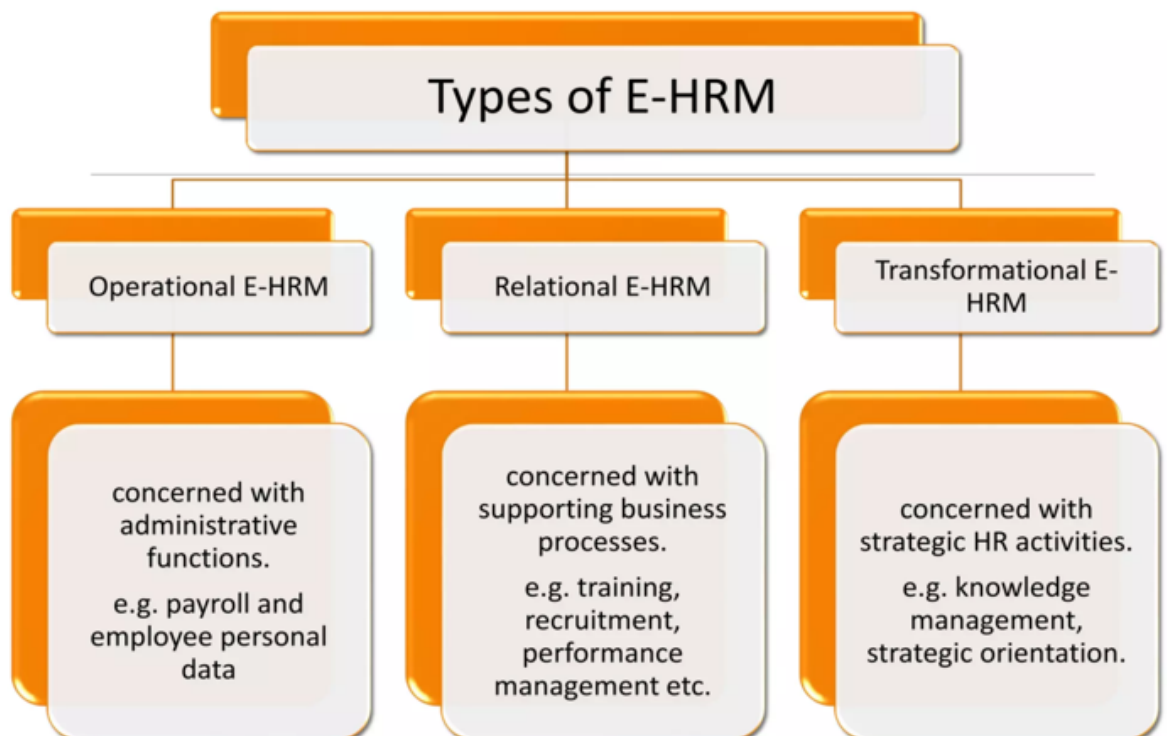 Types of E-HRM
Operational E-HRM
concerned with
administrative
functions.
e.g. payroll and
employee personal
data
Relational E-HRM
concerned with
supporting business
processes.
e.g. training,
recruitment,
performance
management etc.
Transformational E-
HRM
concerned with
strategic HR activities.
e.g. knowledge
management,
strategic orientation.